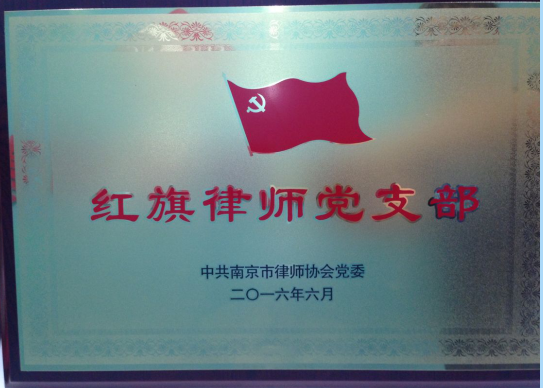 红旗律师党支部
中共南京市律师协会党委
二〇一六年六月